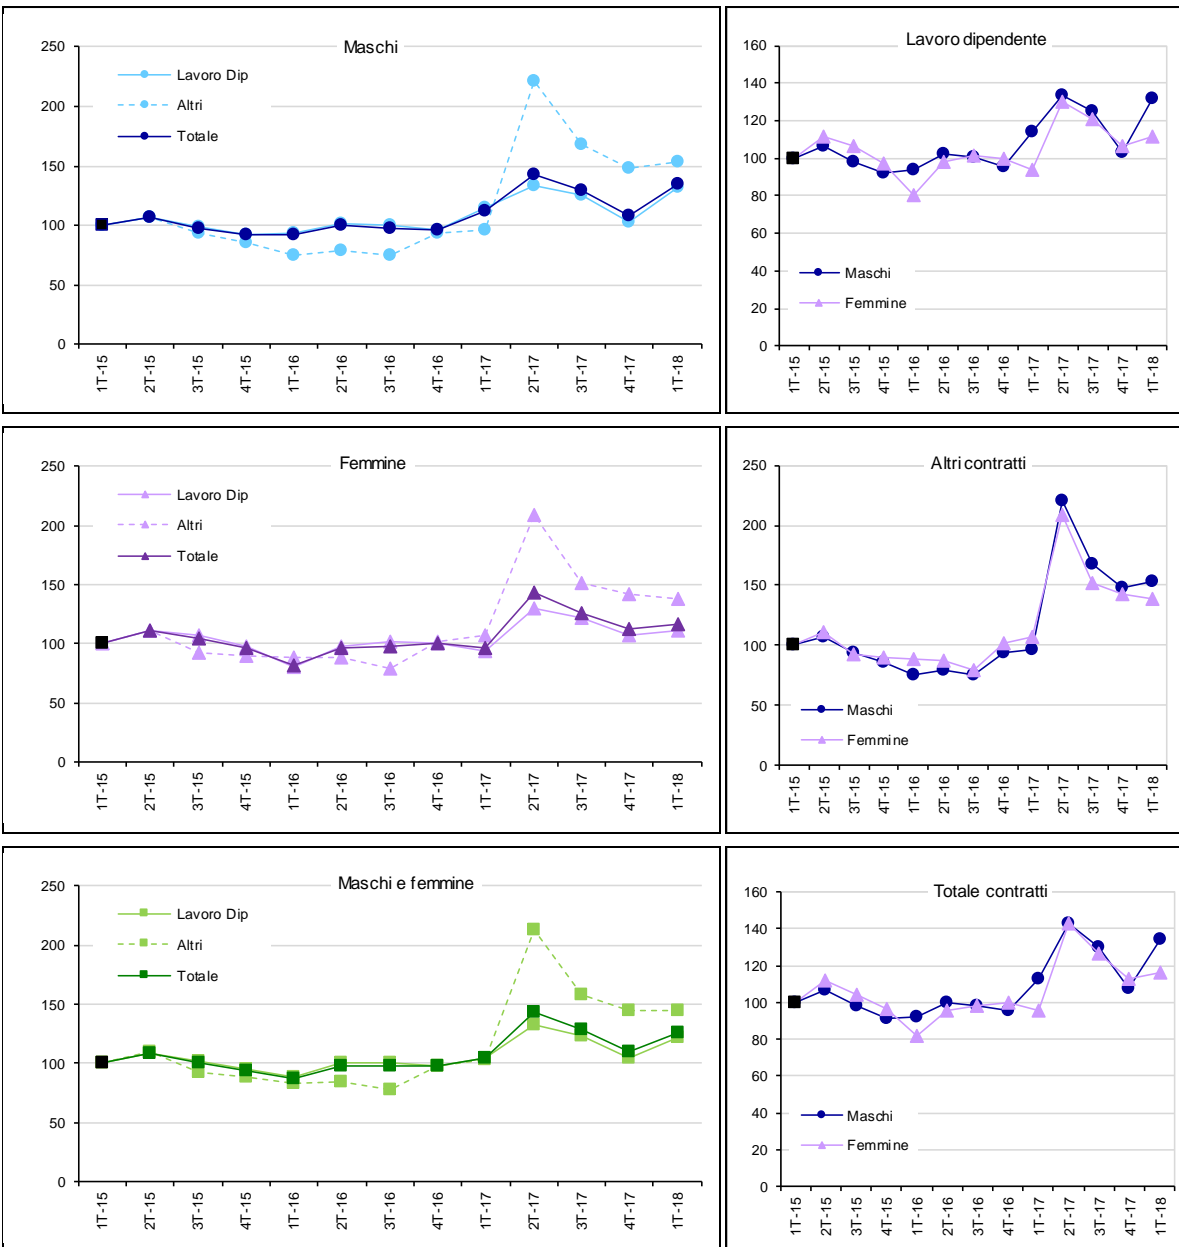 Maschi
250
200
150
100
50
0
Lavoro Dip
Altri
Totale
1T-15
2T-15
3T-15
4T-15
1T-16
2T-16
3T-16
4T-16
1T-17
2T-17
3T-17
4T-17
1T-18
Lavoro dipendente
160
140
120
100
80
60
40
20
0
Maschi
Femmine
1T-15
2T-15
3T-15
4T-15
1T-16
2T-16
3T-16
4T-16
1T-17
2T-17
3T-17
4T-17
1T-18
Femmine
250
200
150
100
50
0
Lavoro Dip
Altri
Totale
1T-15
2T-15
3T-15
4T-15
1T-16
2T-16
3T-16
4T-16
1T-17
2T-17
3T-17
4T-17
1T-18
Altri contratti
250
200
150
100
50
0
Maschi
Femmine
1T-15
2T-15
3T-15
4T-15
1T-16
2T-16
3T-16
4T-16
1T-17
2T-17
3T-17
4T-17
1T-18
Maschi e femmine
250
200
150
100
50
0
Lavoro Dip
Altri
Totale
1T-15
2T-15
3T-15
4T-15
1T-16
2T-16
3T-16
4T-16
1T-17
2T-17
3T-17
4T-17
1T-18
Totale contratti
160
140
120
100
80
60
40
20
0
Maschi
Femmine
1T-15
2T-15
3T-15
4T-15
1T-16
2T-16
3T-16
4T-16
1T-17
2T-17
3T-17
4T-17
1T-18